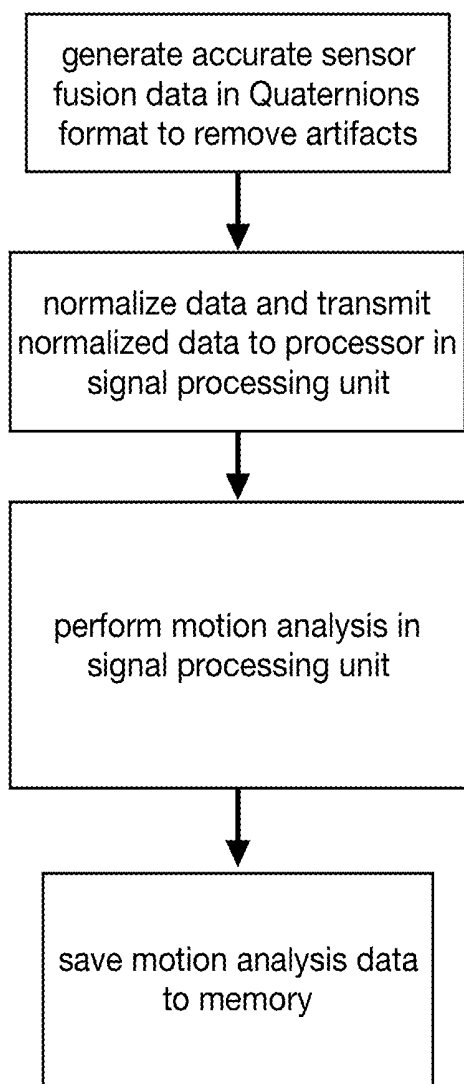 generate accurate sensor
fusion data in Quaternions
format to remove artifacts
normalize data and transmit
normalized data to processor in
signal processing unit
perform motion analysis in
signal processing unit
save motion analysis data
to memory